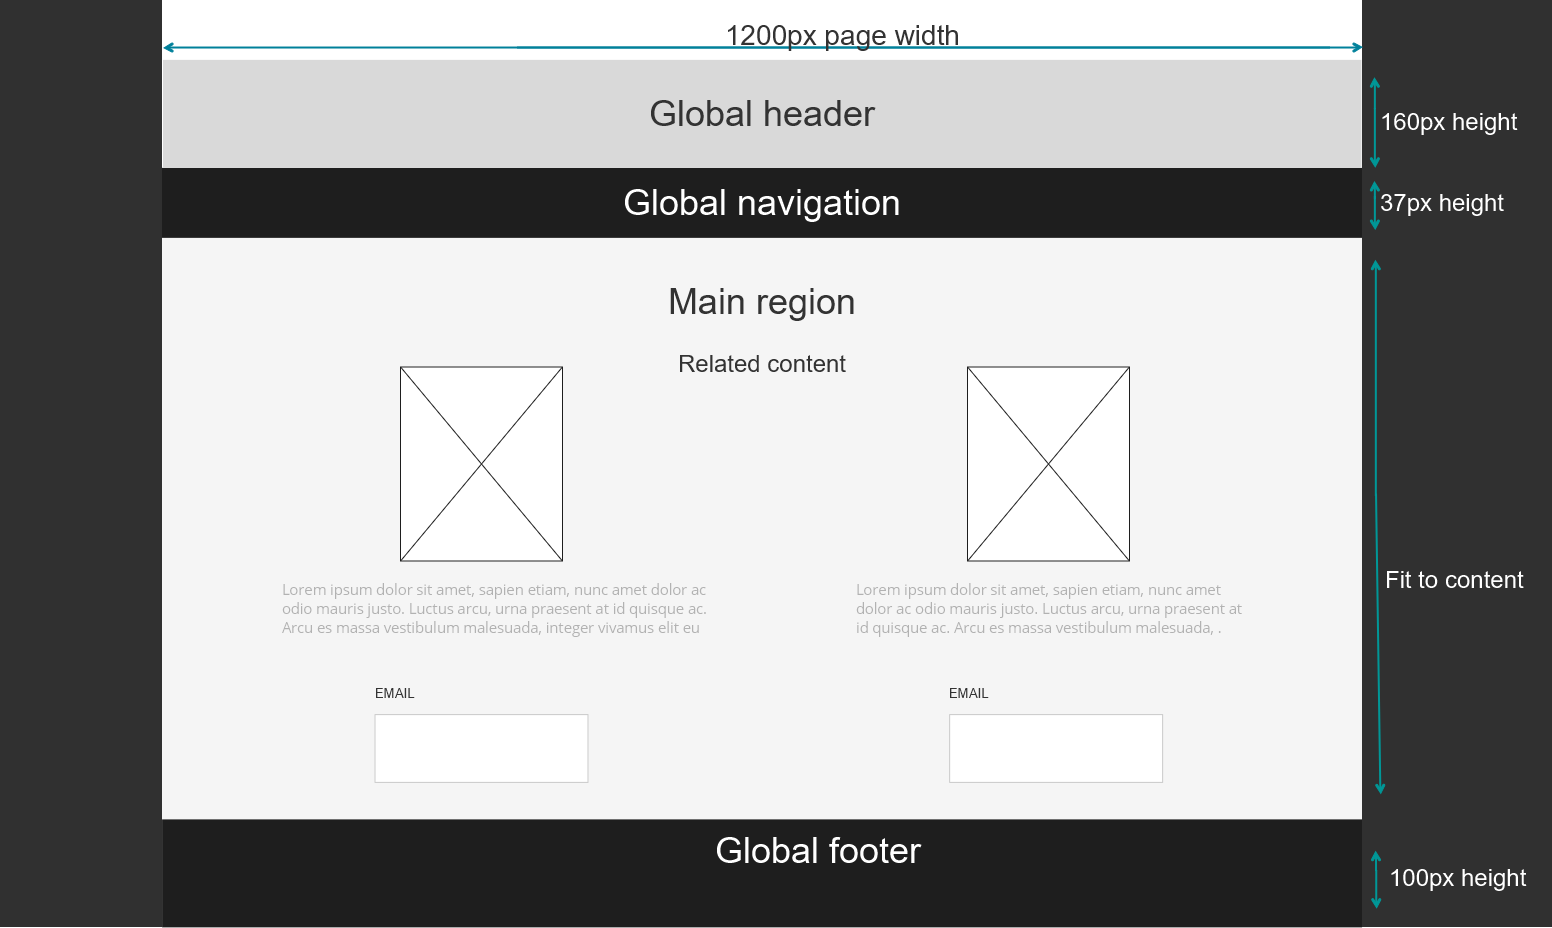 1200px page width
Global header
160px height
Global navigation
37px height
Main region
Related content
Lorem ipsum dolor sit amet, sapien etiam, nunc amet dolor ac
odio mauris justo. Luctus arcu, urna praesent at id quisque ac.
Arcu es massa vestibulum malesuada, integer vivamus elit eu
Lorem ipsum dolor sit amet, sapien etiam, nunc amet
dolor ac odio mauris justo. Luctus arcu, urna praesent at
id quisque ac. Arcu es massa vestibulum malesuada, .
Fit to content
EMAIL
EMAIL
Global footer
100px height